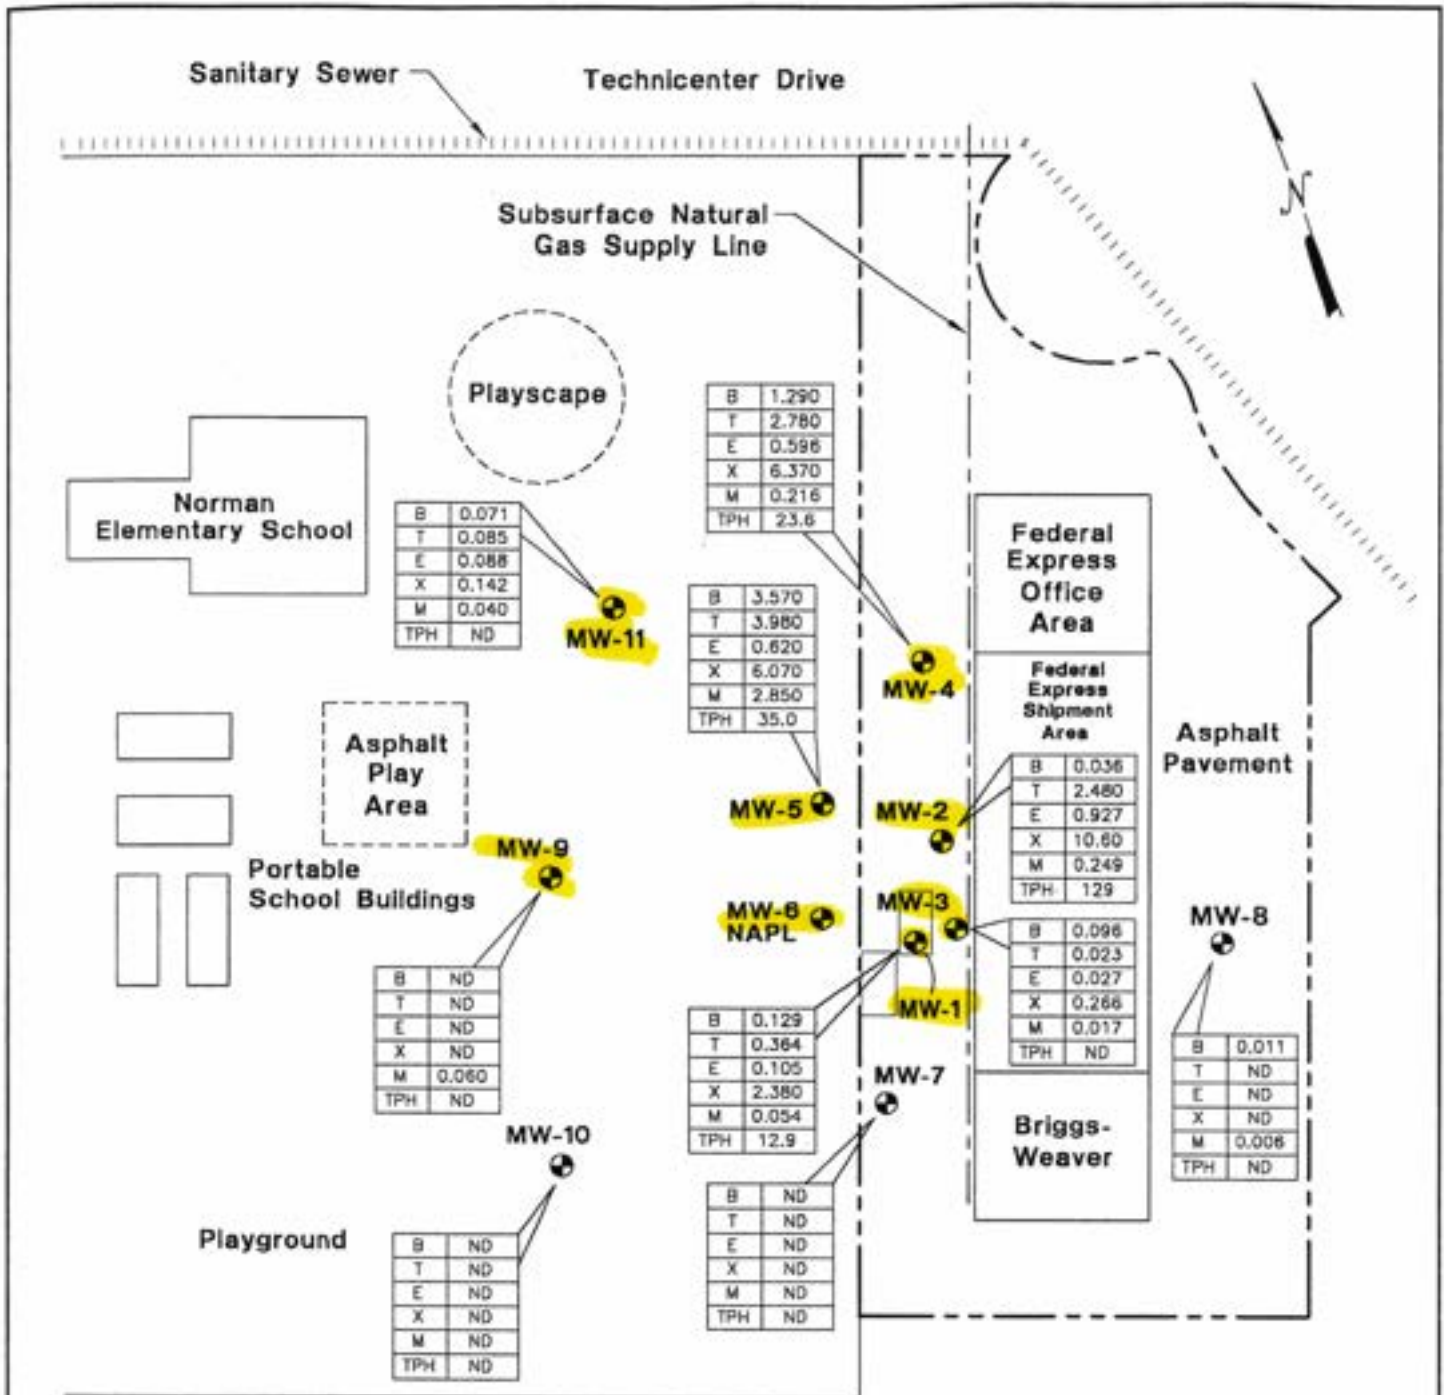 Sanitary Sewer
Technicenter Drive
N
Subsurface Natural
Gas Supply Line
Playscape
B 1.290
T 2.780
E 0.596
X 6.370
M 0.216
TPH 23.6
Norman
Elementary School
B 0.071
T 0.085
E 0.088
X 0.142
M 0.040
TPH ND
MW-11
Federal
Express
Office
Area
B 3.570
T 3.980
E 0.620
X 6.070
M 2.850
TPH 35.0
MW-4
Federal
Express
Shipment
Area
Asphalt
Pavement
Asphalt
Play
Area
MW-5
MW-2
B 0.036
T 2.480
E 0.927
X 10.60
M 0.249
TPH 129
MW-9
Portable
School Buildings
MW-6
NAPL
MW-3
B 0.096
T 0.023
E 0.027
X 0.266
M 0.017
TPH ND
MW-8
B ND
T ND
E ND
X ND
M 0.060
TPH ND
MW-1
B 0.129
T 0.364
E 0.105
X 2.380
M 0.054
TPH 12.9
B 0.011
T ND
E ND
X ND
M 0.006
TPH ND
MW-7
MW-10
Briggs-
Weaver
B ND
T ND
E ND
X ND
M ND
TPH ND
Playground
B ND
T ND
E ND
X ND
M ND
TPH ND